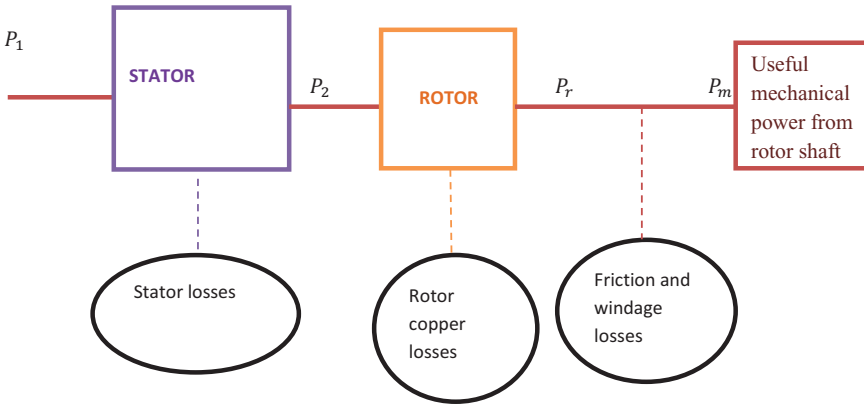 P₁
STATOR
P₂
ROTOR
Pᵣ
Pₘ
Useful
mechanical
power from
rotor shaft
Stator losses
Rotor
copper
losses
Friction and
windage
losses